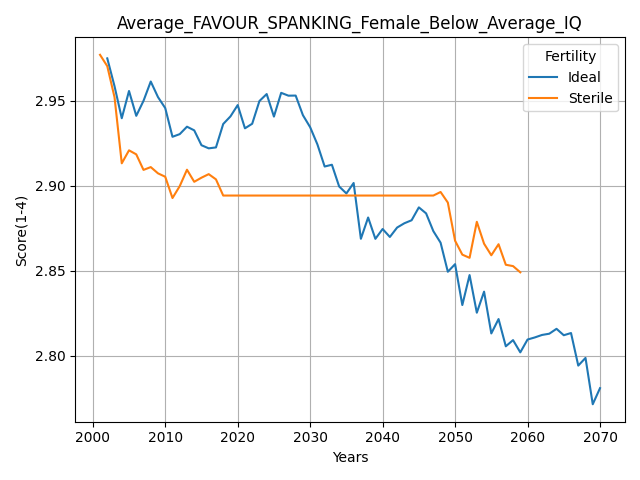 Average_FAVOUR_SPANKING_Female_Below_Average_IQ
Fertility
Ideal
Sterile
Score(1-4)
2.95
2.90
2.85
2.80
2000 2010 2020 2030 2040 2050 2060 2070
Years